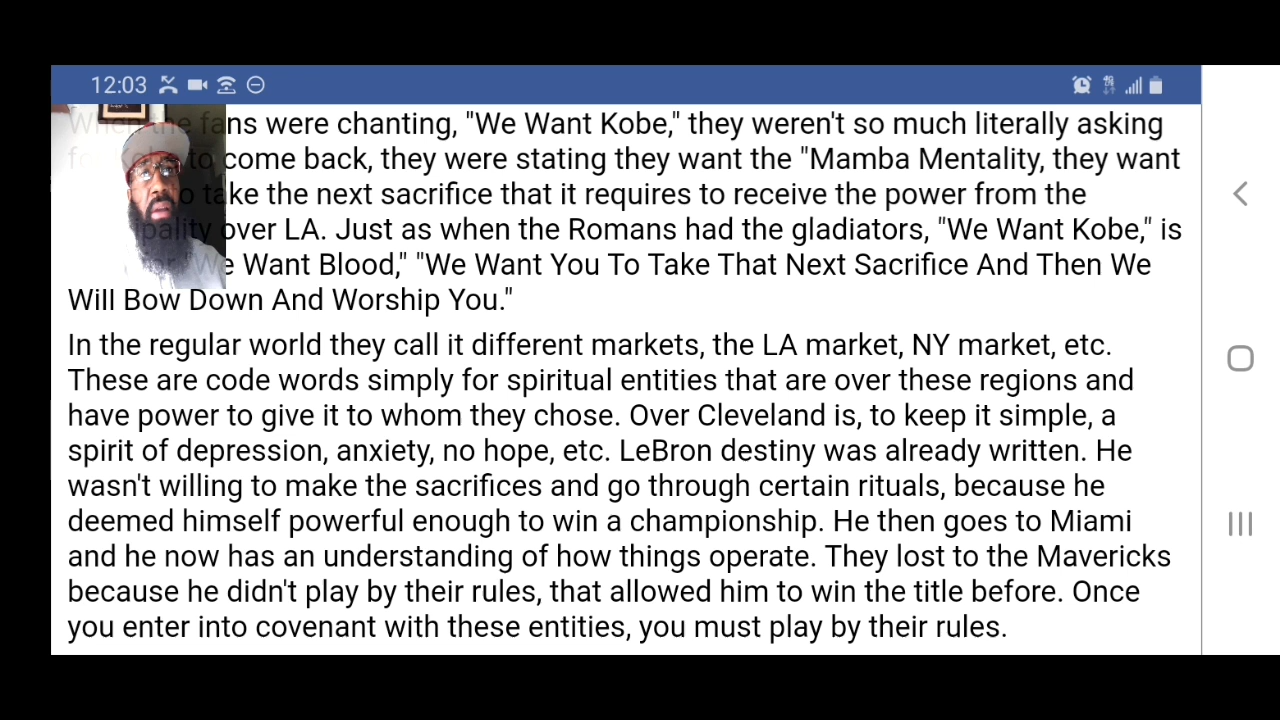 12:03
When the fans were chanting, "We Want Kobe," they weren't so much literally asking
to come back, they were stating they want the "Mamba Mentality, they want
to take the next sacrifice that it requires to receive the power from the
over LA. Just as when the Romans had the gladiators, "We Want Kobe," is
"We Want Blood," "We Want You To Take That Next Sacrifice And Then We
Will Bow Down And Worship You."
In the regular world they call it different markets, the LA market, NY market, etc.
These are code words simply for spiritual entities that are over these regions and
have power to give it to whom they chose. Over Cleveland is, to keep it simple, a
spirit of depression, anxiety, no hope, etc. LeBron destiny was already written. He
wasn't willing to make the sacrifices and go through certain rituals, because he
deemed himself powerful enough to win a championship. He then goes to Miami
and he now has an understanding of how things operate. They lost to the Mavericks
because he didn't play by their rules, that allowed him to win the title before. Once
you enter into covenant with these entities, you must play by their rules.